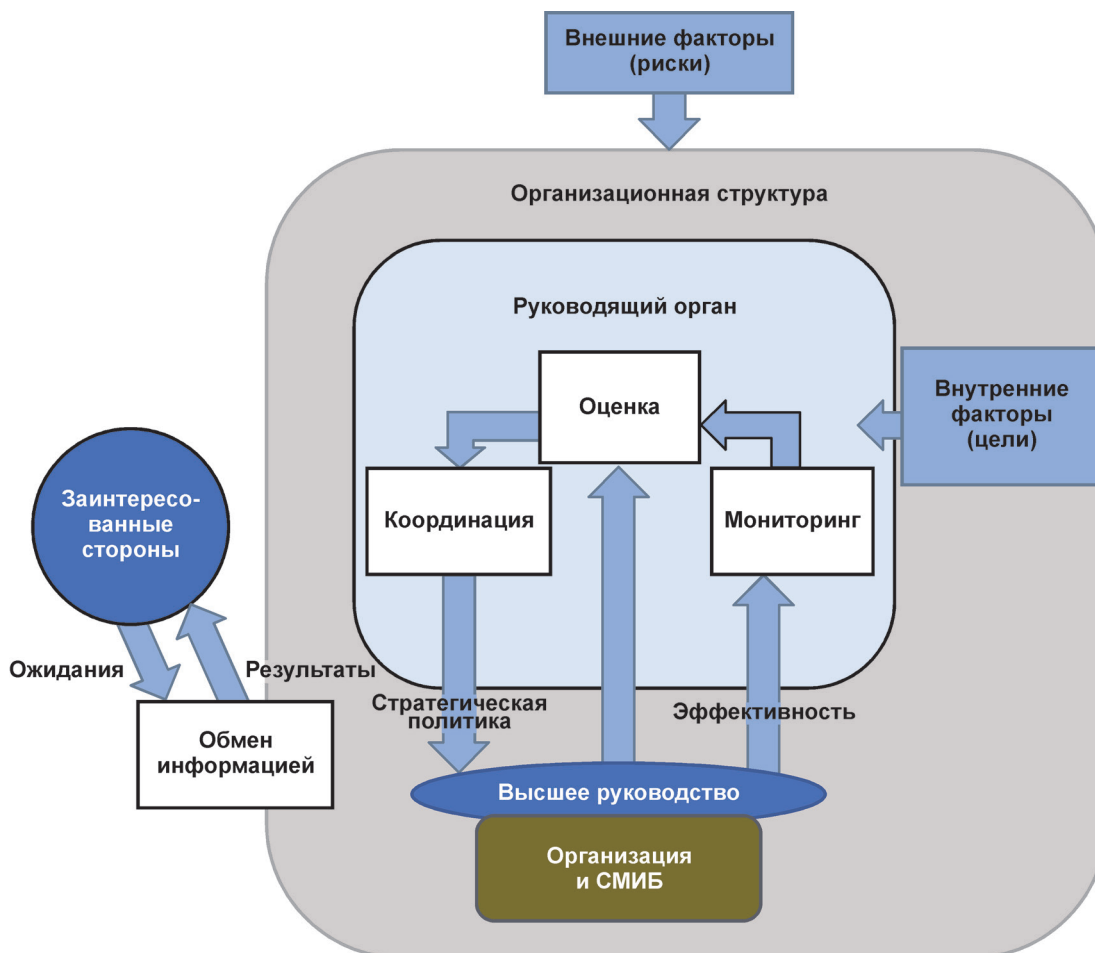 Внешние факторы
(риски)
Организационная структура
Руководящий орган
Оценка
Внутренние
факторы
(цели)
Координация
Мониторинг
Заинтересо-
ванные
стороны
Ожидания
Результаты
Стратегическая
политика
Эффективность
Обмен
информацией
Высшее руководство
Организация
и СМИБ